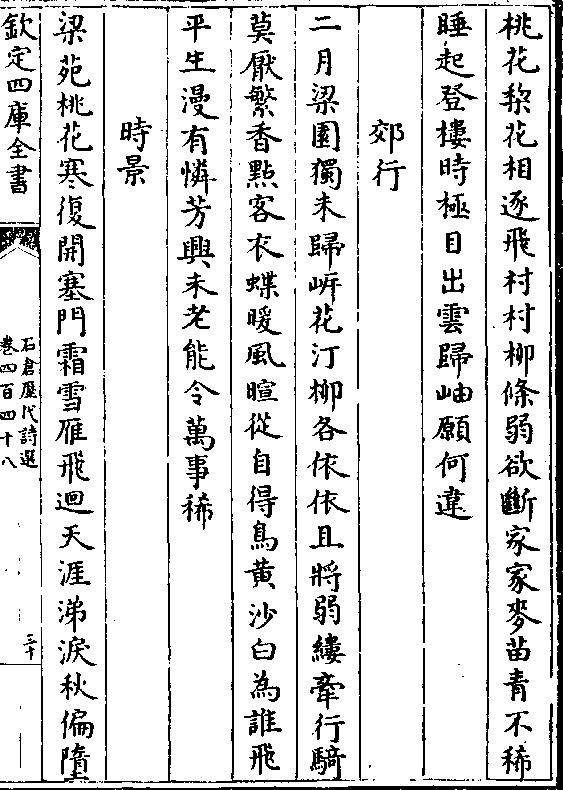 桃花梨花相逐飛村村柳條弱欲斷家家麥苗青不稀
睡起登樓時極目出雲歸岫願何違
郊行
二月梁園獨未歸㟁花汀柳各依依且將弱縷牽行騎
莫厭繁香點客衣蝶暖風暄從自得鳥黄沙白為誰飛
平生漫有憐芳興未老能令萬事稀
時景
梁苑桃花寒復開塞門霜雪雁飛迴天涯涕淚秋偏墮
欽定四庫全書
石倉歷代詩選
卷四百四十八
三十